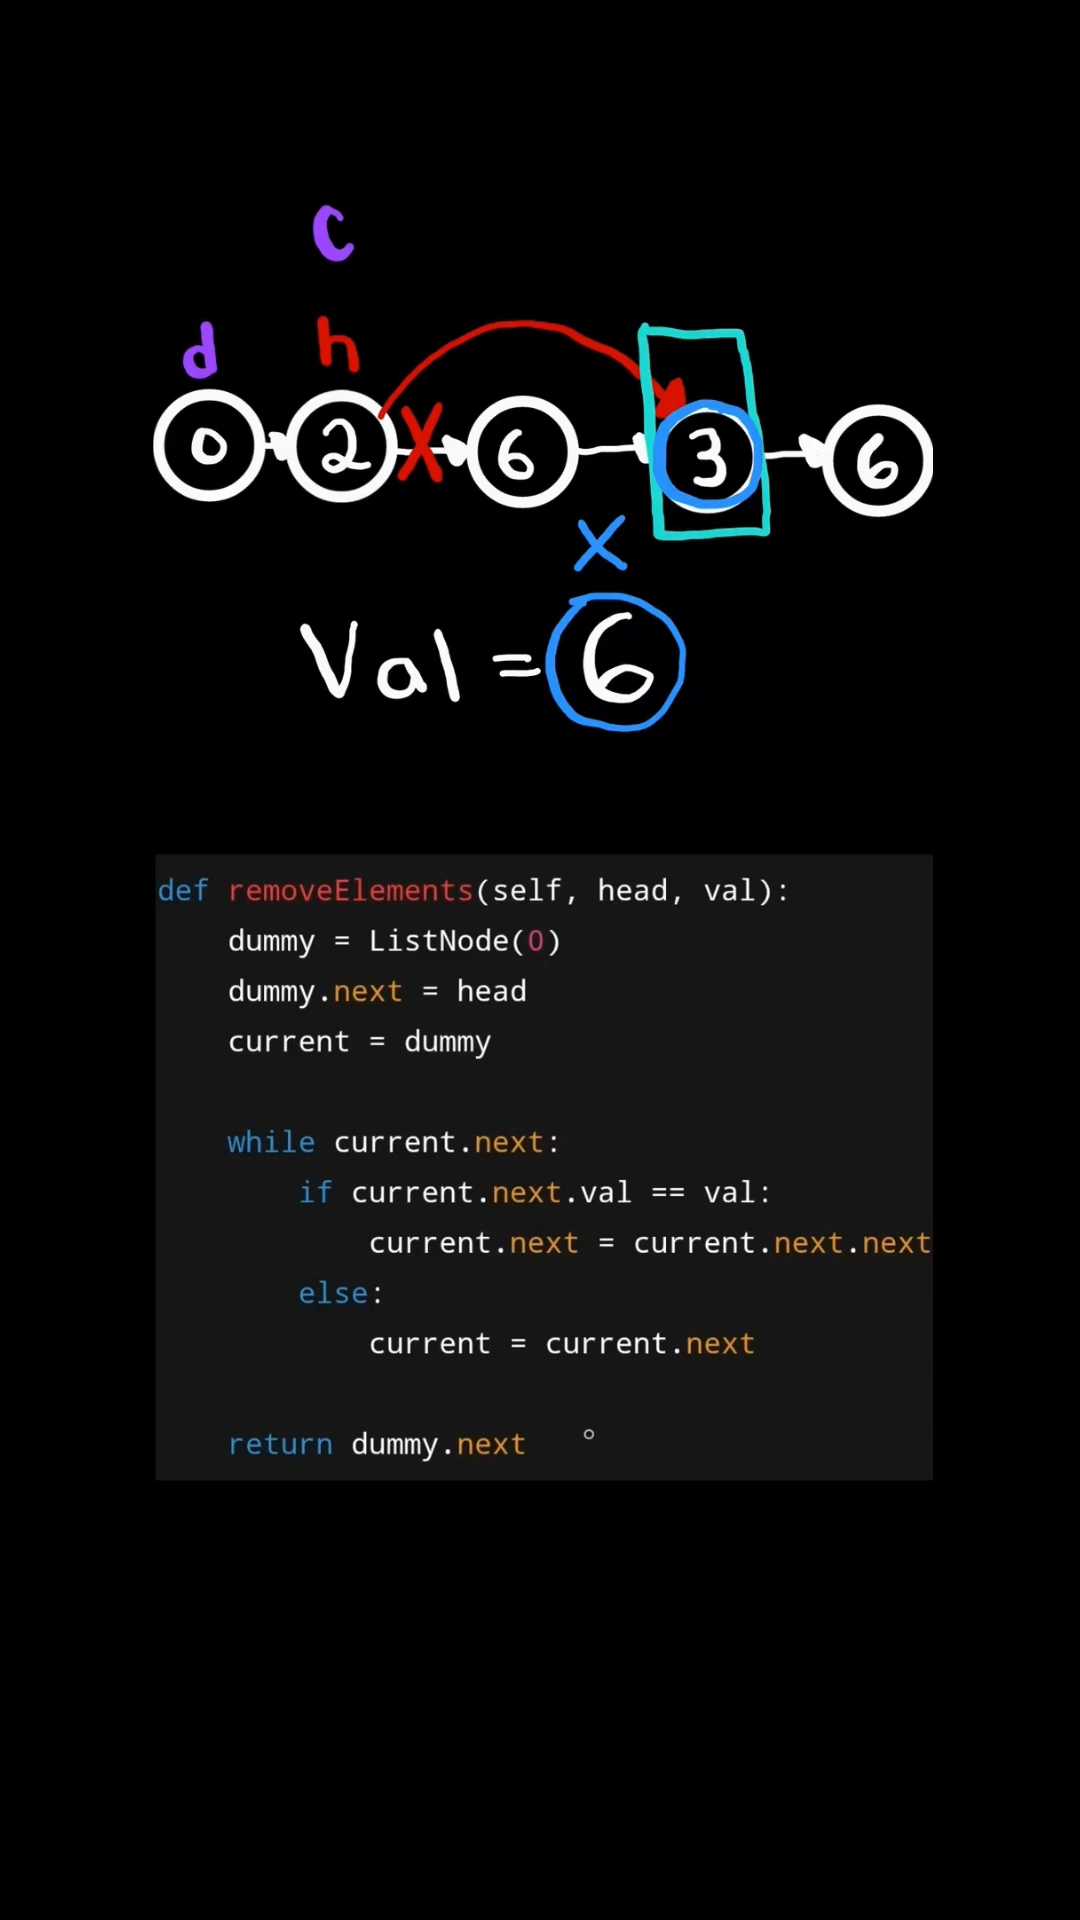 c
d h
0 2 X 6 3 6
X
Val = 6
def removeElements(self, head, val):
    dummy = ListNode(0)
    dummy.next = head
    current = dummy
    while current.next:
        if current.next.val == val:
            current.next = current.next.next
        else:
            current = current.next
    return dummy.next